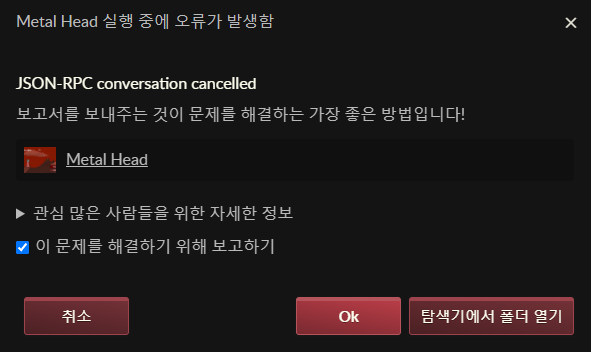 Metal Head 실행 중에 오류가 발생함
JSON-RPC conversation cancelled
보고서를 보내주는 것이 문제를 해결하는 가장 좋은 방법입니다!
Metal Head
관심 많은 사람들을 위한 자세한 정보
이 문제를 해결하기 위해 보고하기
취소
Ok
탐색기에서 폴더 열기